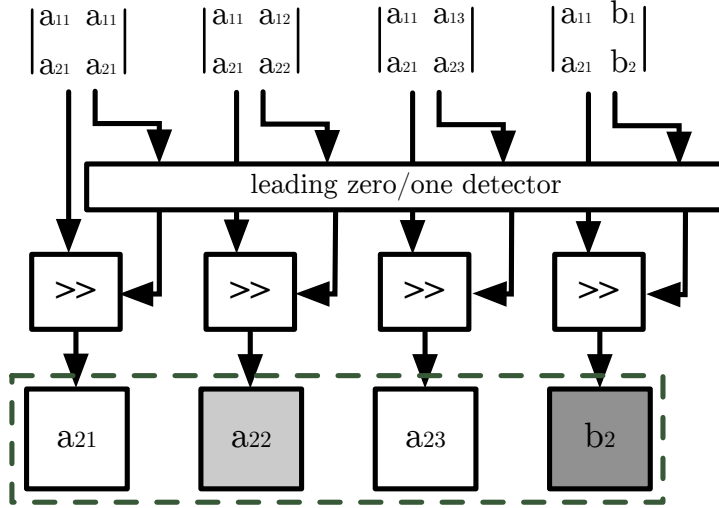 a11 a11 a11 a12 a11 a13 a11 b1
a21 a21 a21 a22 a21 a23 a21 b2
leading zero/one detector
>> >> >> >>
a21 a22 a23 b2